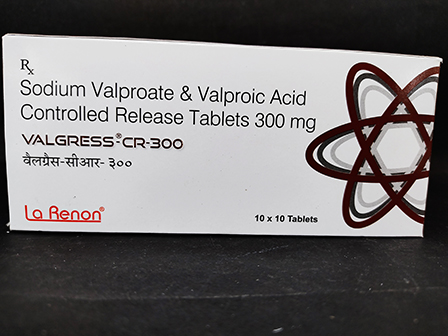 Rx
Sodium Valproate & Valproic Acid
Controlled Release Tablets 300 mg
VALGRESS®-CR-300
वैलग्रैस-सीआर- ३००
La Renon®
10 x 10 Tablets